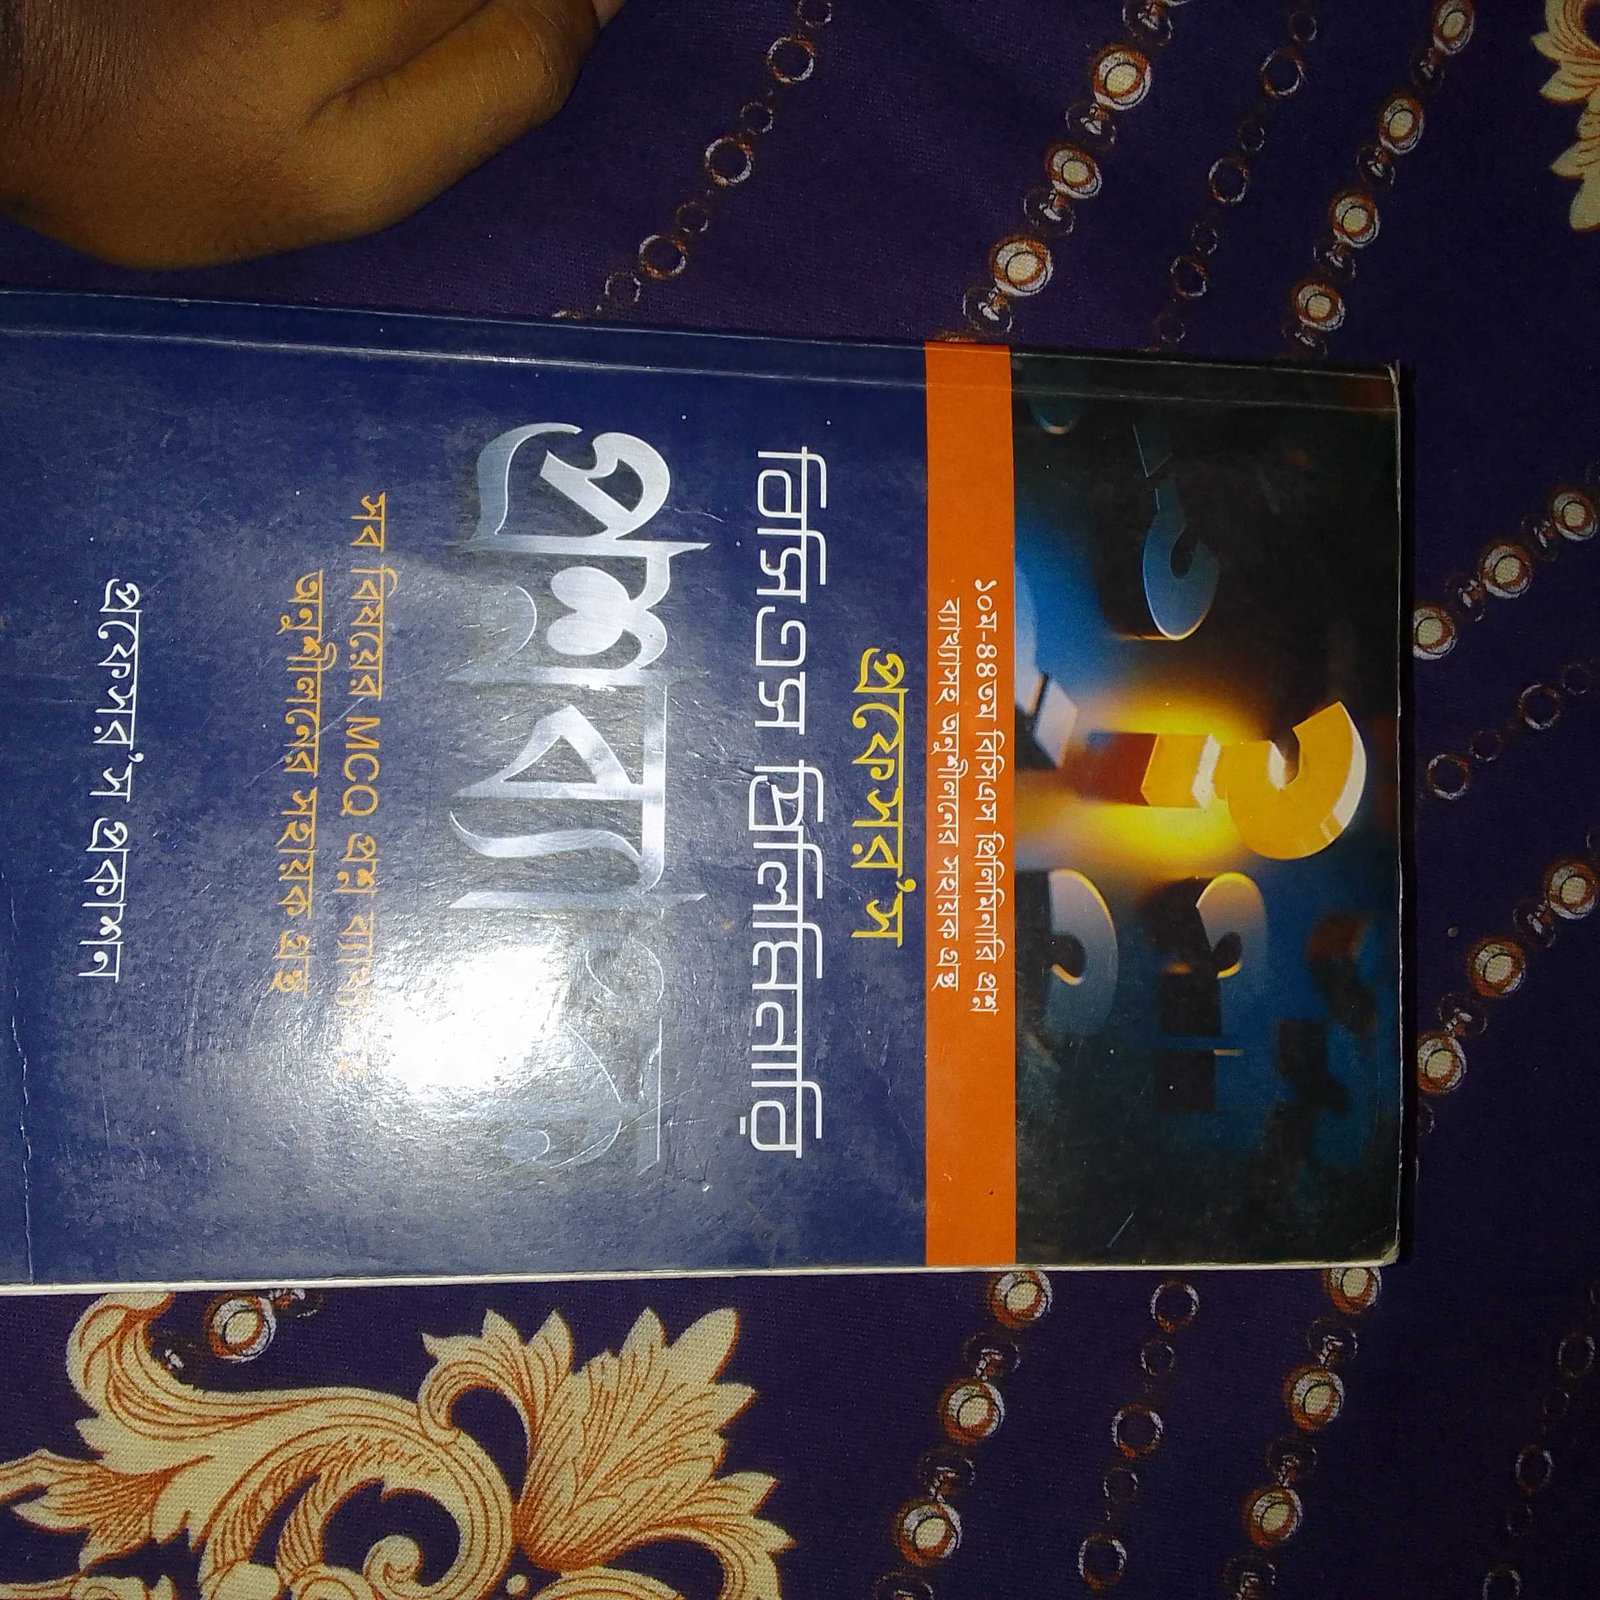 ১০ম-৪৪তম বিসিএস প্রিলিমিনারি প্রশ্ন
ব্যাখ্যাসহ অনুশীলনের সহায়ক গ্রন্থ
প্রফেসর'স
বিসিএস প্রিলিমিনারি
প্রশ্নব্যাংক
সব বিষয়ের MCQ প্রশ্ন
অনুশীলনের সহায়ক গ্রন্থ
প্রফেসর'স প্রকাশন